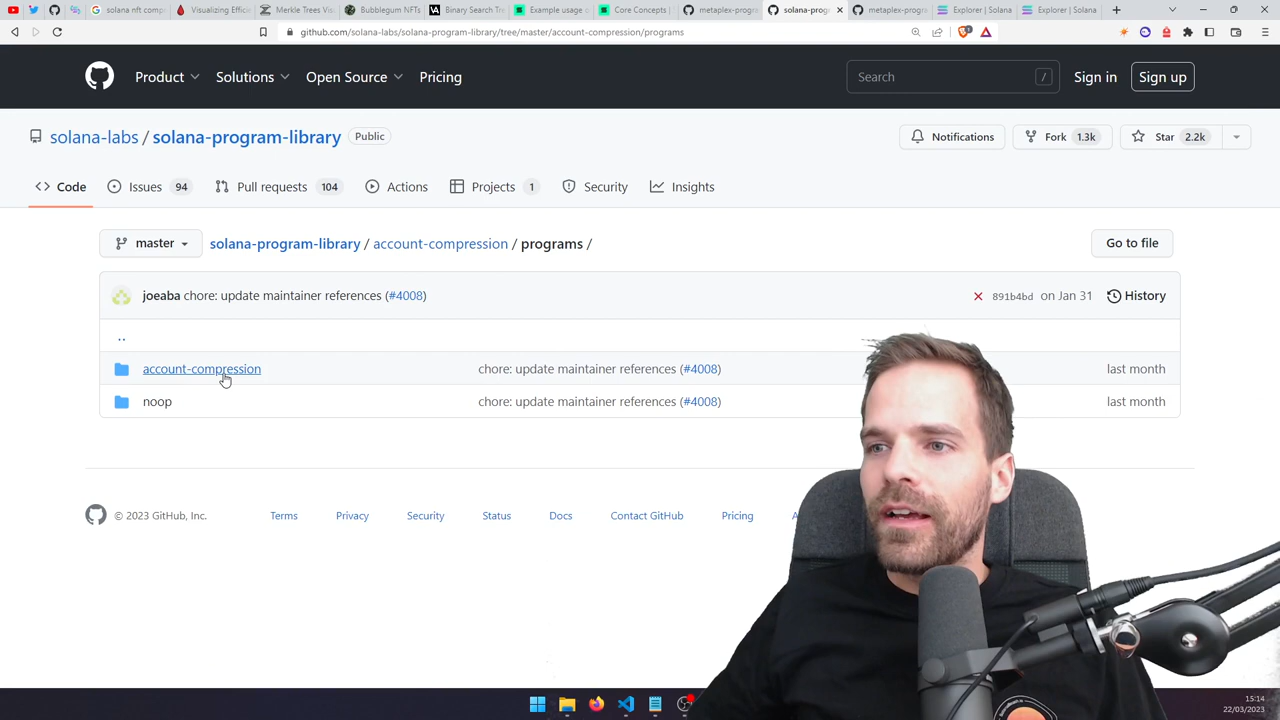 solana nft comp
Visualizing Effici
Merkle Trees Visu
Bubblegum NFTs
Binary Search Tre
Example usage
Core Concepts |
metaplex-progr
solana-prog
metaplex-progr
Explorer | Solana
Explorer | Solana
github.com/solana-labs/solana-program-library/tree/master/account-compression/programs
Product Solutions Open Source Pricing Search / Sign in Sign up
solana-labs / solana-program-library Public Notifications Fork 1.3k Star 2.2k
<> Code Issues 94 Pull requests 104 Actions Projects 1 Security Insights
master solana-program-library / account-compression / programs / Go to file
joeaba chore: update maintainer references (#4008) 891b4bd on Jan 31 History
..
account-compression chore: update maintainer references (#4008) last month
noop chore: update maintainer references (#4008) last month
© 2023 GitHub, Inc. Terms Privacy Security Status Docs Contact GitHub Pricing
15:14
22/03/2023